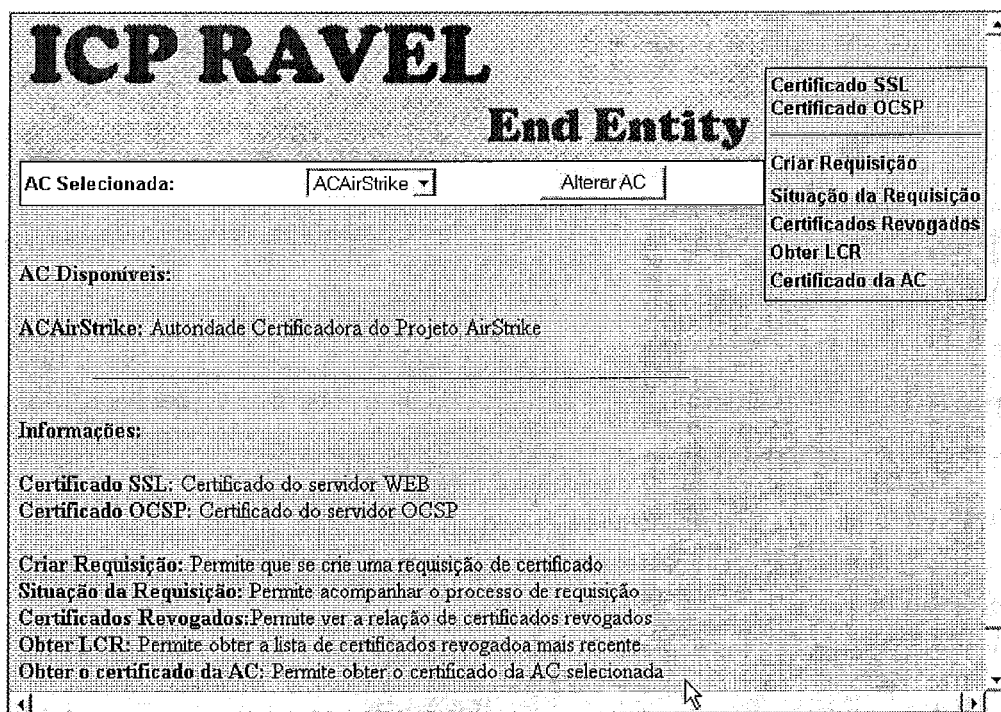 ICP RAVEL
End Entity
Certificado SSL
Certificado OCSP
Criar Requisição
Situação da Requisição
Certificados Revogados
Obter LCR
Certificado da AC
AC Selecionada: ACAirStrike Alterar AC
AC Disponíveis:
ACAirStrike: Autoridade Certificadora do Projeto AirStrike
Informações:
Certificado SSL: Certificado do servidor WEB
Certificado OCSP: Certificado do servidor OCSP
Criar Requisição: Permite que se crie uma requisição de certificado
Situação da Requisição: Permite acompanhar o processo de requisição
Certificados Revogados:Permite ver a relação de certificados revogados
Obter LCR: Permite obter a lista de certificados revogadoa mais recente
Obter o certificado da AC: Permite obter o certificado da AC selecionada